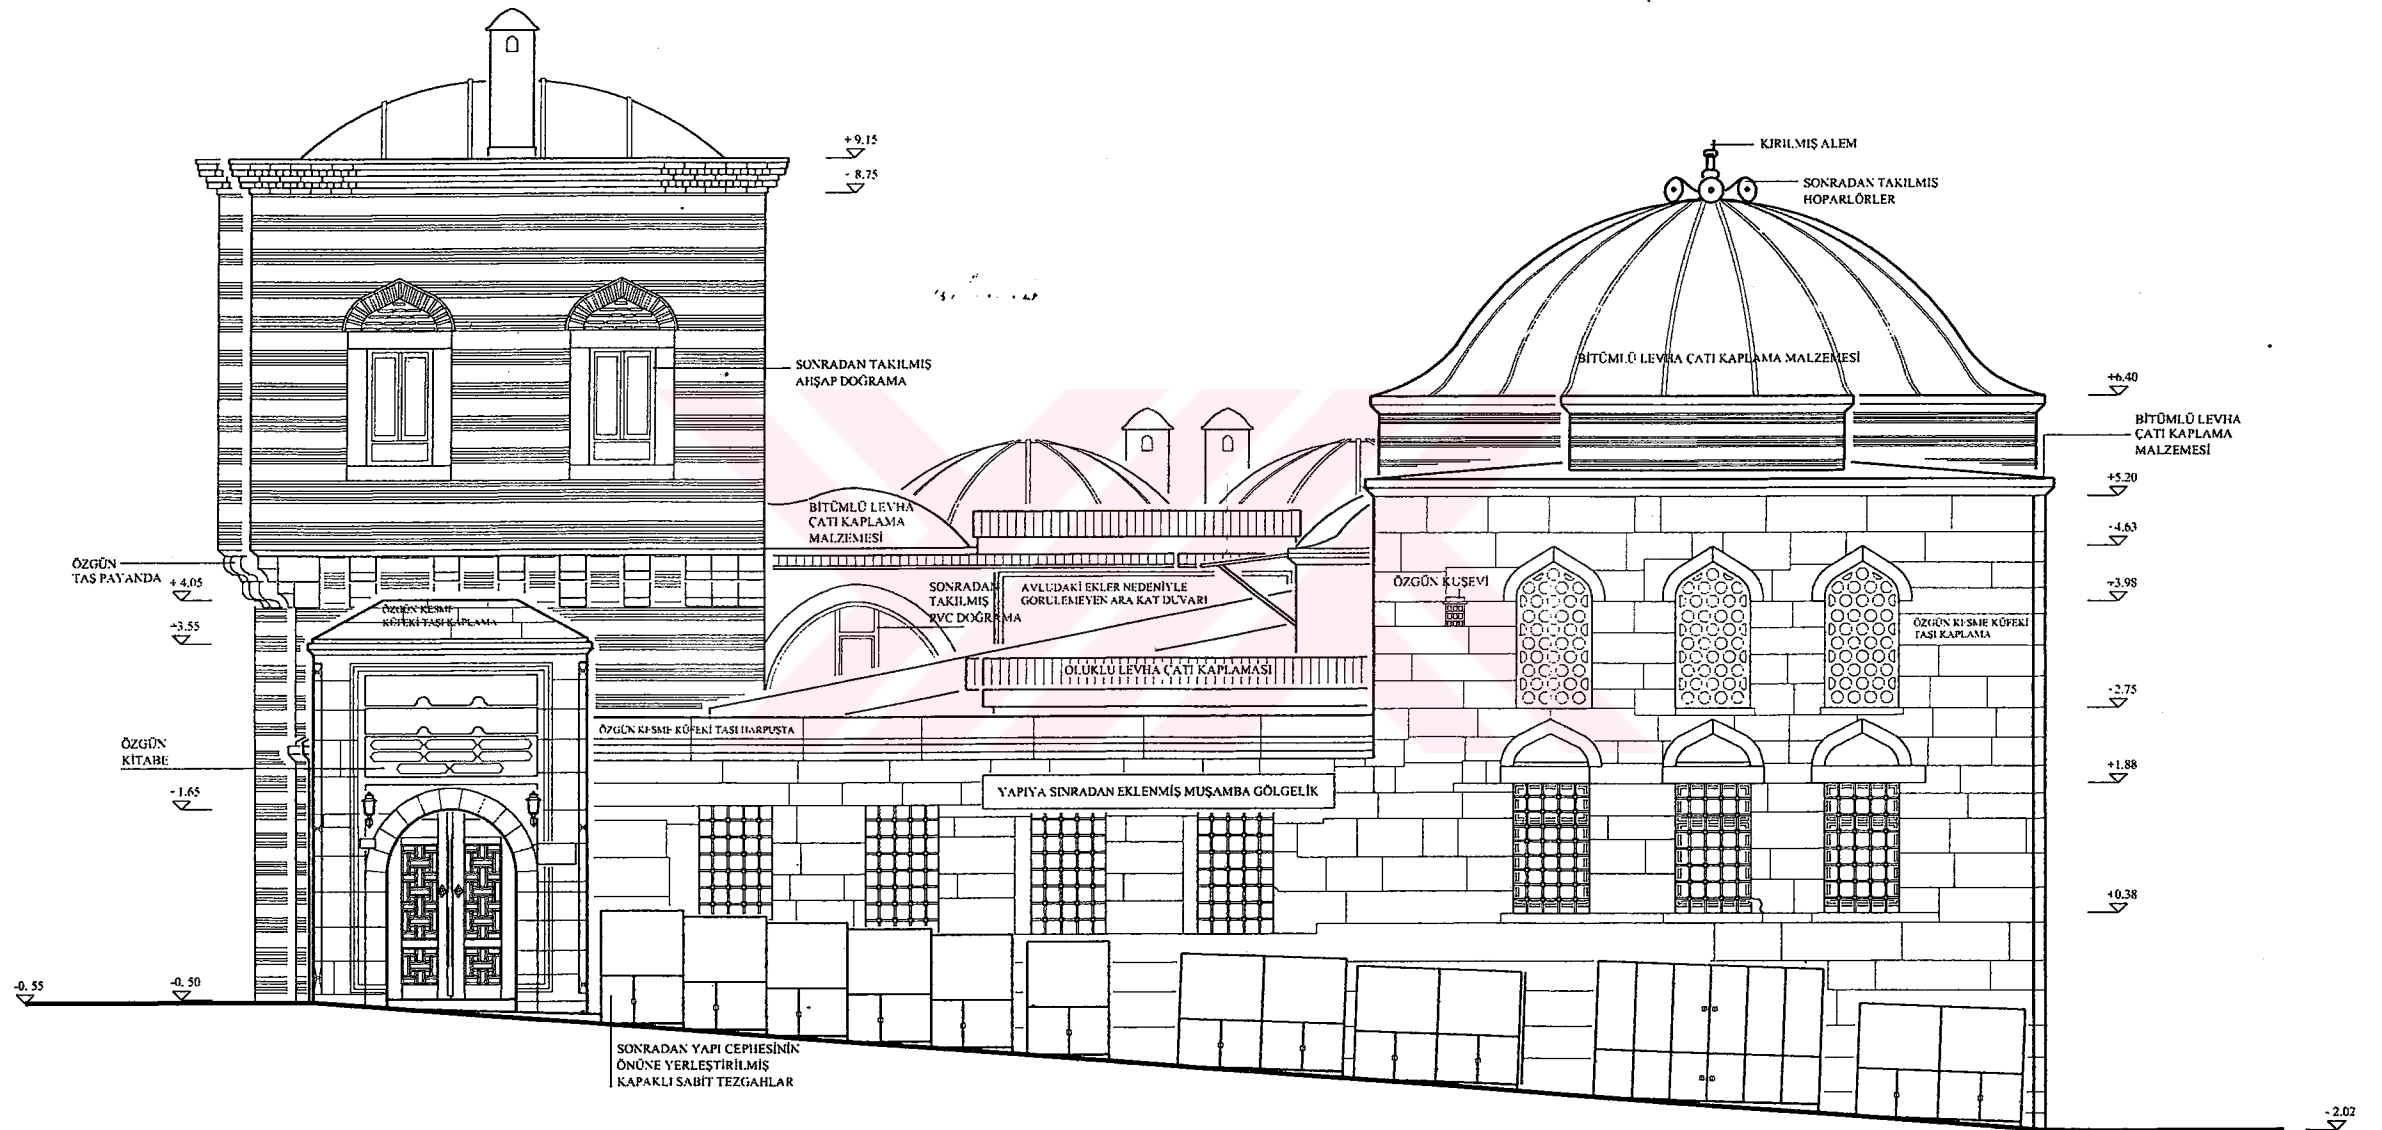 + 9.15
- 8.75
KIRILMIŞ ALEM
SONRADAN TAKILMIŞ
HOPARLÖRLER
SONRADAN TAKILMIŞ
AHŞAP DOĞRAMA
BİTÜMLÜ LEVHA ÇATI KAPLAMA MALZEMESİ
+6.40
BİTÜMLÜ LEVHA
ÇATI KAPLAMA
MALZEMESİ
+5.20
-4.63
BİTÜMLÜ LEVHA
ÇATI KAPLAMA
MALZEMESİ
ÖZGÜN
TAŞ PAYANDA
+ 4.05
ÖZGÜN KESME
KÜFEKİ TAŞI KAPLAMA
SONRADAN
TAKILMIŞ
PVC DOĞRAMA
AVLUDAKİ EKLER NEDENİYLE
GÖRÜLEMEYEN ARA KAT DUVARI
ÖZGÜN KUŞEVİ
+3.98
ÖZGÜN KESME KÜFEKİ
TAŞI KAPLAMA
+3.55
OLUKLU LEVHA ÇATI KAPLAMASI
-2.75
ÖZGÜN KESME KÜFEKİ TAŞI HARPUŞTA
ÖZGÜN
KİTABE
+1.88
YAPIYA SINRADAN EKLENMİŞ MUŞAMBA GÖLGELİK
- 1.65
+0.38
-0. 55
-0. 50
SONRADAN YAPI CEPHESİNİN
ÖNÜNE YERLEŞTİRİLMİŞ
KAPAKLI SABİT TEZGAHLAR
- 2.02